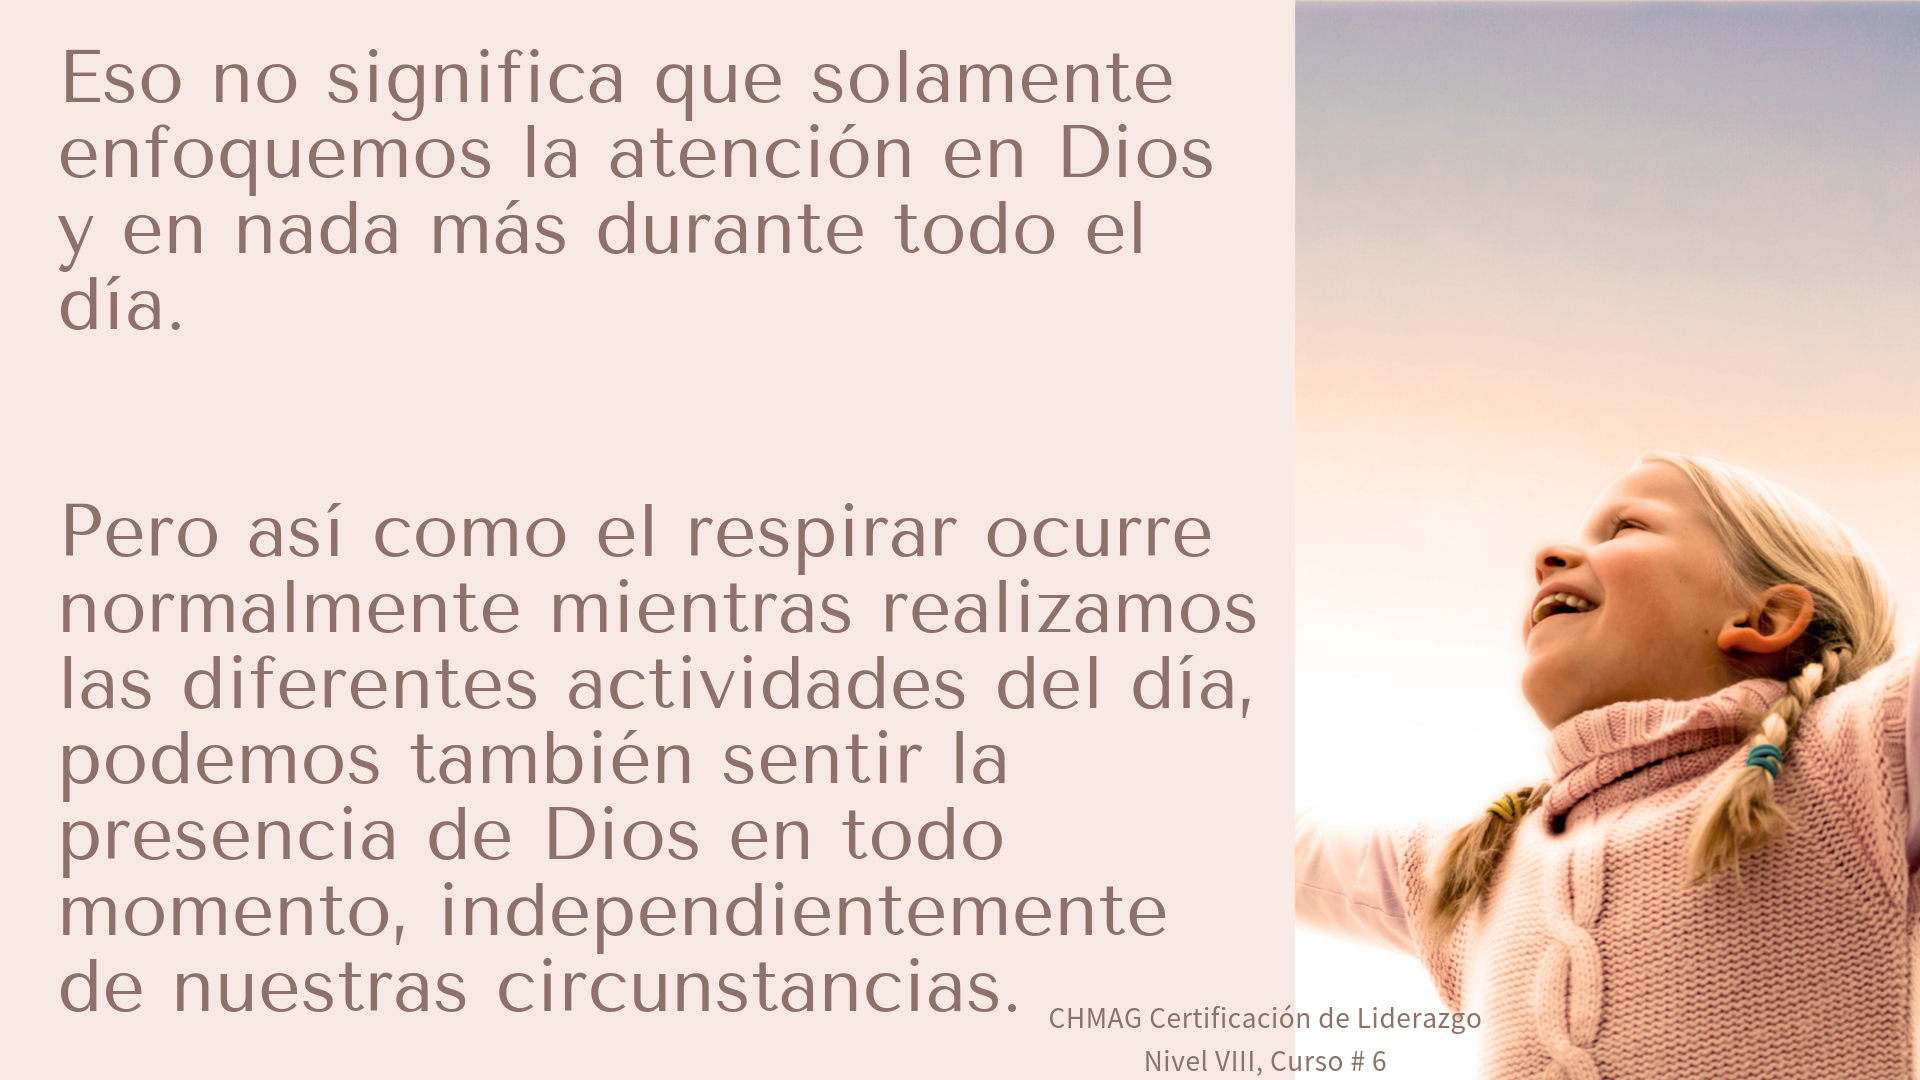 Eso no significa que solamente
enfoquemos la atención en Dios
y en nada más durante todo el
día.
Pero así como el respirar ocurre
normalmente mientras realizamos
las diferentes actividades del día,
podemos también sentir la
presencia de Dios en todo
momento, independientemente
de nuestras circunstancias.
CHMAG Certificación de Liderazgo
Nivel VIII, Curso # 6